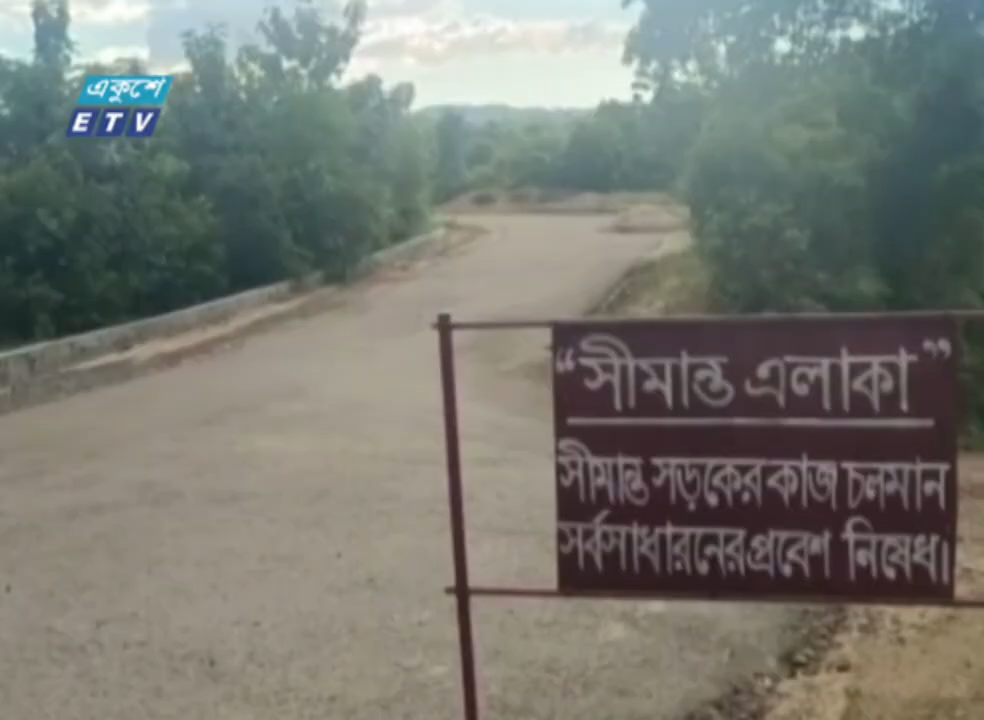 একুশে
ETV
“সীমান্ত এলাকা”
সীমান্ত সড়কের কাজ চলমান
সর্বসাধারনের প্রবেশ নিষেধ।